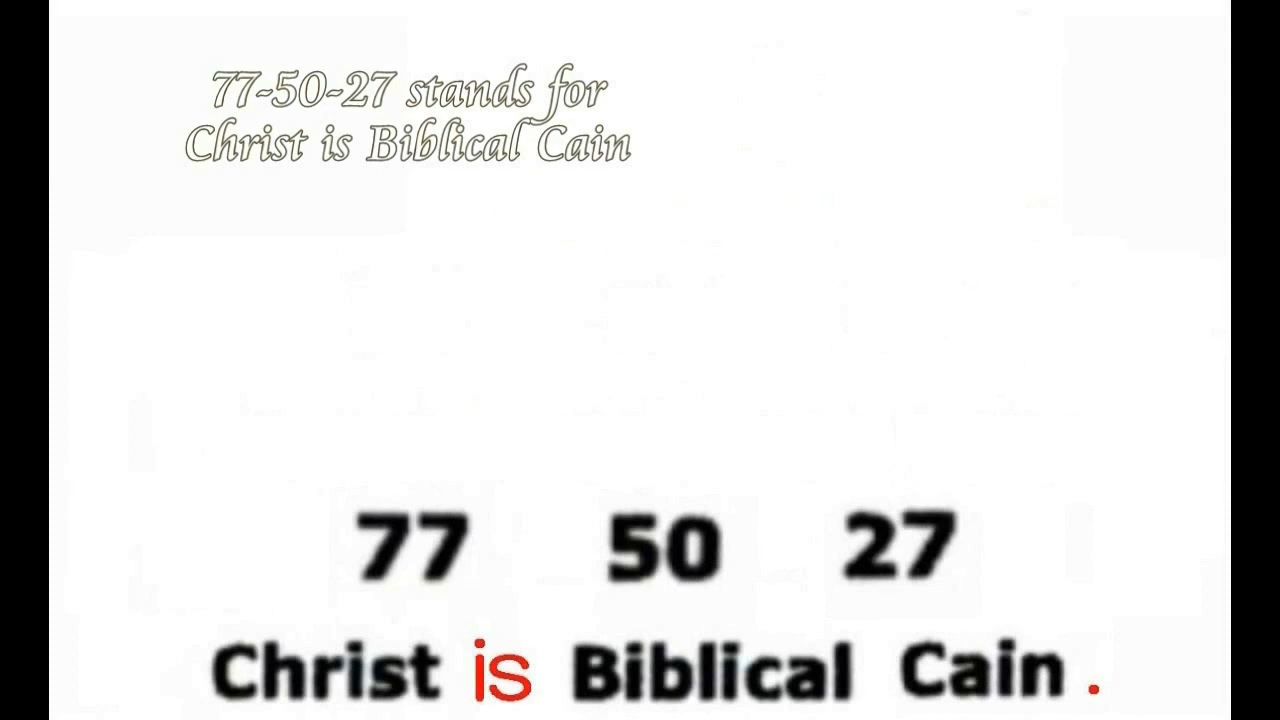 77-50-27 stands for
Christ is Biblical Cain
77 50 27
Christ is Biblical Cain .